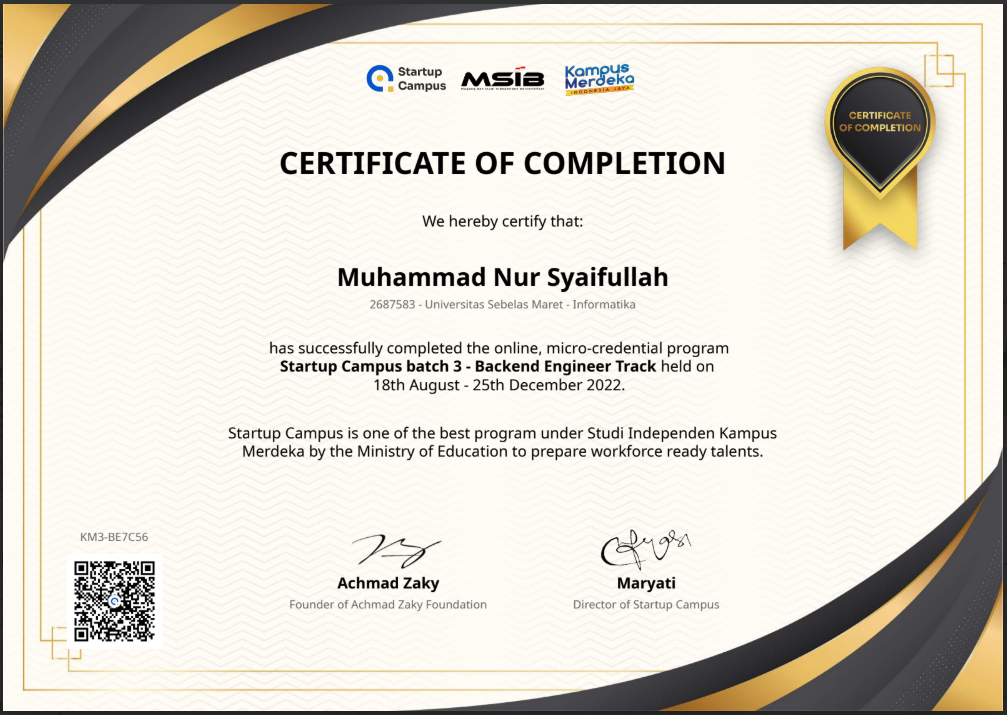 Startup
Campus
MSIB
Kampus
Merdeka
INDONESIA JAYA
CERTIFICATE
OF COMPLETION
CERTIFICATE OF COMPLETION
We hereby certify that:
Muhammad Nur Syaifullah
2687583 - Universitas Sebelas Maret - Informatika
has successfully completed the online, micro-credential program
Startup Campus batch 3 - Backend Engineer Track held on
18th August - 25th December 2022.
Startup Campus is one of the best program under Studi Independen Kampus
Merdeka by the Ministry of Education to prepare workforce ready talents.
KM3-BE7C56
Achmad Zaky
Founder of Achmad Zaky Foundation
Maryati
Director of Startup Campus